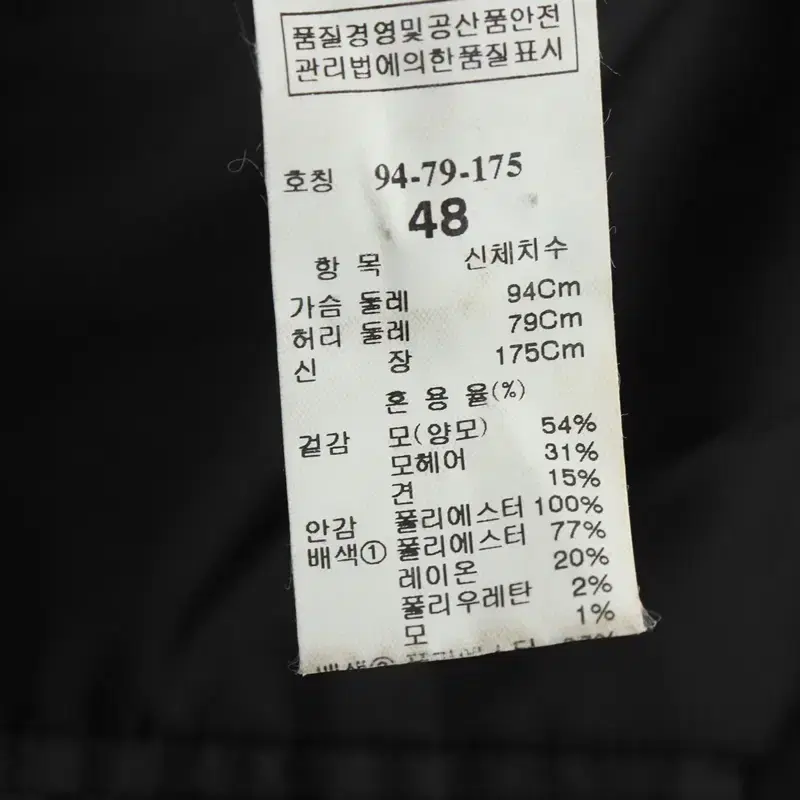 품질경영및공산품안전
관리법에의한품질표시
호칭 94-79-175
48
항 목 신체치수
가슴 둘레 94Cm
허리 둘레 79Cm
신 장 175Cm
혼 용 율(%)
겉감 모(양모) 54%
모헤어 31%
견 15%
안감 폴리에스터 100%
배색① 폴리에스터 77%
레이온 20%
폴리우레탄 2%
모 1%